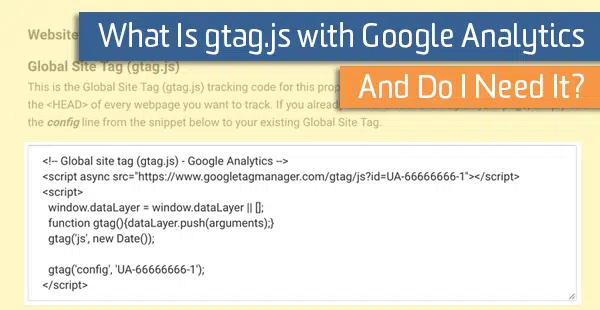 What Is gtag.js with Google Analytics
And Do I Need It?
Website
Global Site Tag (gtag.js)
This is the Global Site Tag (gtag.js) tracking code for this
the <HEAD> of every webpage you want to track. If you
the config line from the snippet below to your existing Global Site Tag.
<!-- Global site tag (gtag.js) - Google Analytics -->
<script async src="https://www.googletagmanager.com/gtag/js?id=UA-66666666-1"></script>
<script>
window.dataLayer = window.dataLayer || [];
function gtag(){dataLayer.push(arguments);}
gtag('js', new Date());
gtag('config', 'UA-66666666-1');
</script>